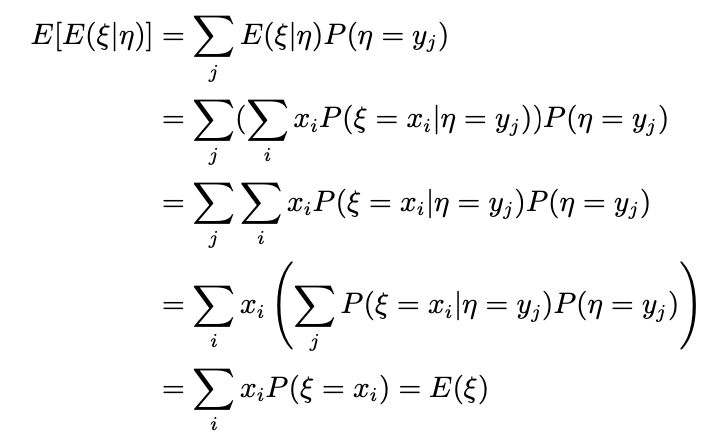 E[E(ξ|η)] = ∑_j E(ξ|η)P(η = y_j)
= ∑_j (∑_i x_i P(ξ = x_i|η = y_j))P(η = y_j)
= ∑_j ∑_i x_i P(ξ = x_i|η = y_j)P(η = y_j)
= ∑_i x_i (∑_j P(ξ = x_i|η = y_j)P(η = y_j))
= ∑_i x_i P(ξ = x_i) = E(ξ)